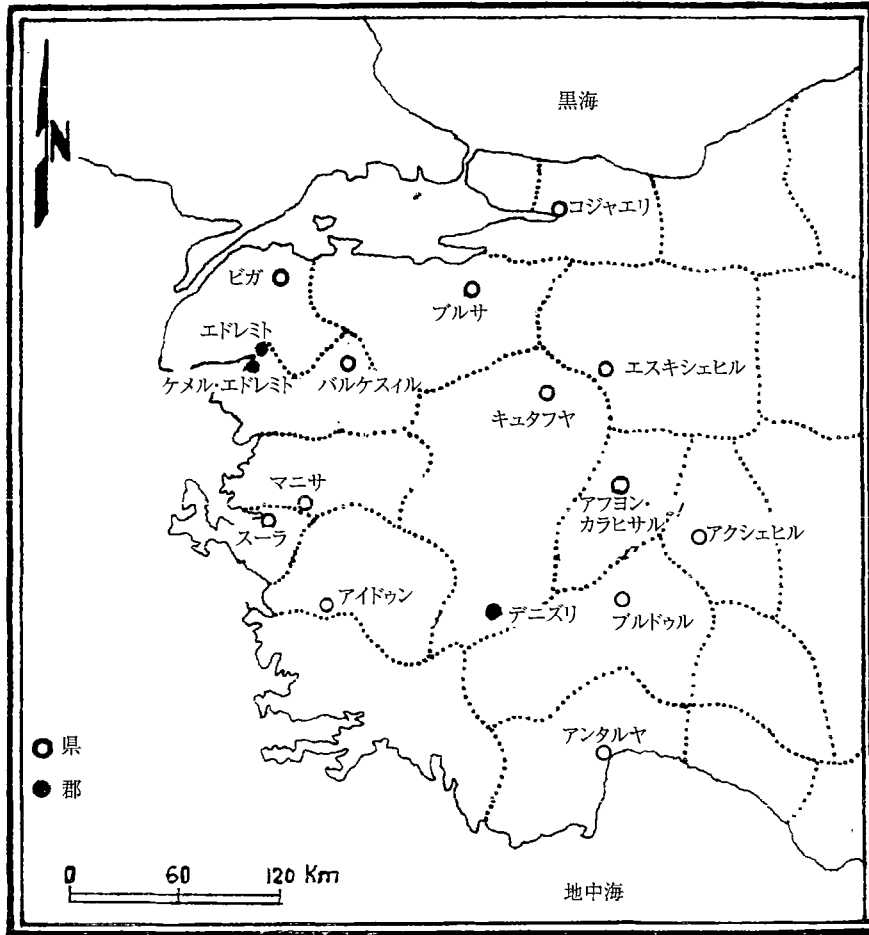 黒海
N
コジャエリ
ビガ
ブルサ
エドレミト
ケメル・エドレミト
バルケスィル
エスキシェヒル
キュタフヤ
マニサ
スーラ
アフヨン・
カラヒサル
アクシェヒル
アイドゥン
デニズリ
ブルドゥル
アンタルヤ
県
郡
0 60 120 Km
地中海